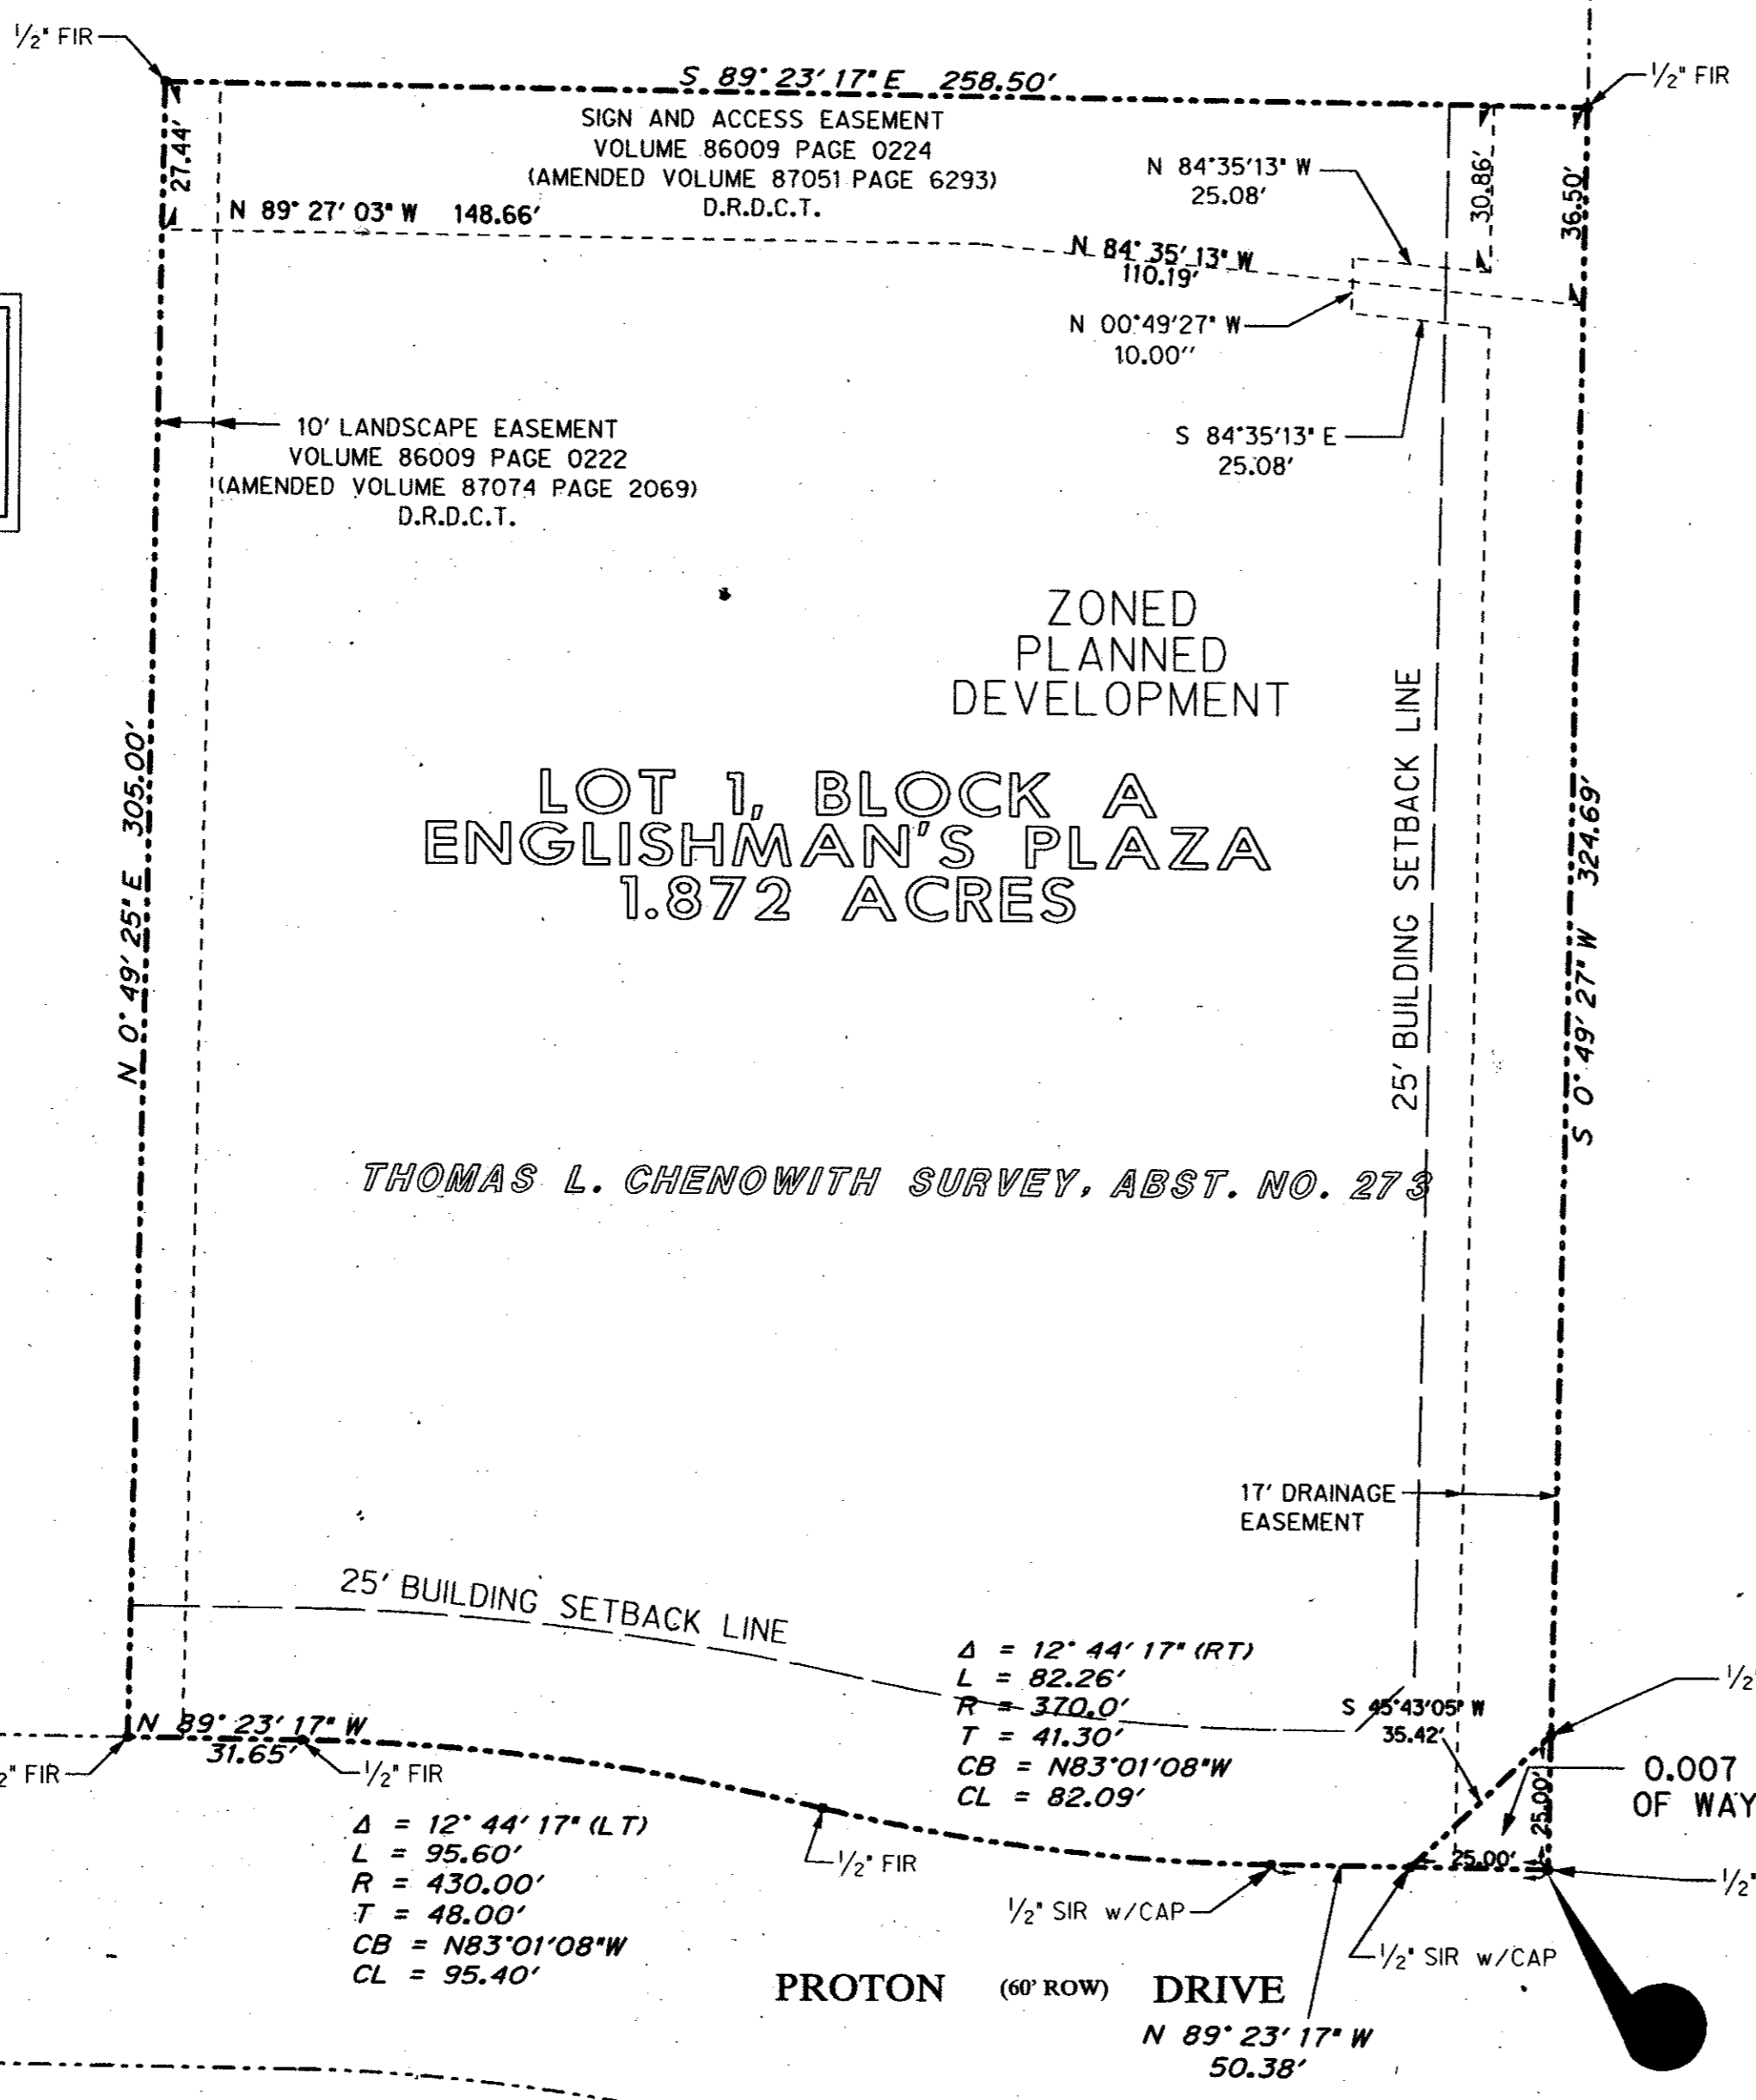 1/2" FIR
S 89° 23' 17" E 258.50'
1/2" FIR
SIGN AND ACCESS EASEMENT
VOLUME 86009 PAGE 0224
(AMENDED VOLUME 87051 PAGE 6293)
D.R.D.C.T.
27.44'
N 89° 27' 03" W 148.66'
N 84°35'13" W
25.08'
30.86'
36.50'
N 84° 35' 13" W
110.19'
N 00°49'27" W
10.00''
S 84°35'13" E
25.08'
10' LANDSCAPE EASEMENT
VOLUME 86009 PAGE 0222
(AMENDED VOLUME 87074 PAGE 2069)
D.R.D.C.T.
ZONED
PLANNED
DEVELOPMENT
LOT 1, BLOCK A
ENGLISHMAN'S PLAZA
1.872 ACRES
N 0° 49' 25" E 305.00'
25' BUILDING SETBACK LINE
S 0° 49' 27" W 324.69'
THOMAS L. CHENOWITH SURVEY, ABST. NO. 273
17' DRAINAGE
EASEMENT
25' BUILDING SETBACK LINE
Δ = 12° 44' 17" (RT)
L = 82.26'
R = 370.0'
T = 41.30'
CB = N83°01'08"W
CL = 82.09'
S 45°43'05" W
35.42'
1/2"
N 89° 23' 17" W
31.65'
2" FIR
1/2" FIR
0.007
OF WAY
25.00'
25.00'
1/2"
Δ = 12° 44' 17" (LT)
L = 95.60'
R = 430.00'
T = 48.00'
CB = N83°01'08"W
CL = 95.40'
1/2" FIR
1/2" SIR w/CAP
1/2" SIR w/CAP
PROTON (60' ROW) DRIVE
N 89° 23' 17" W
50.38'